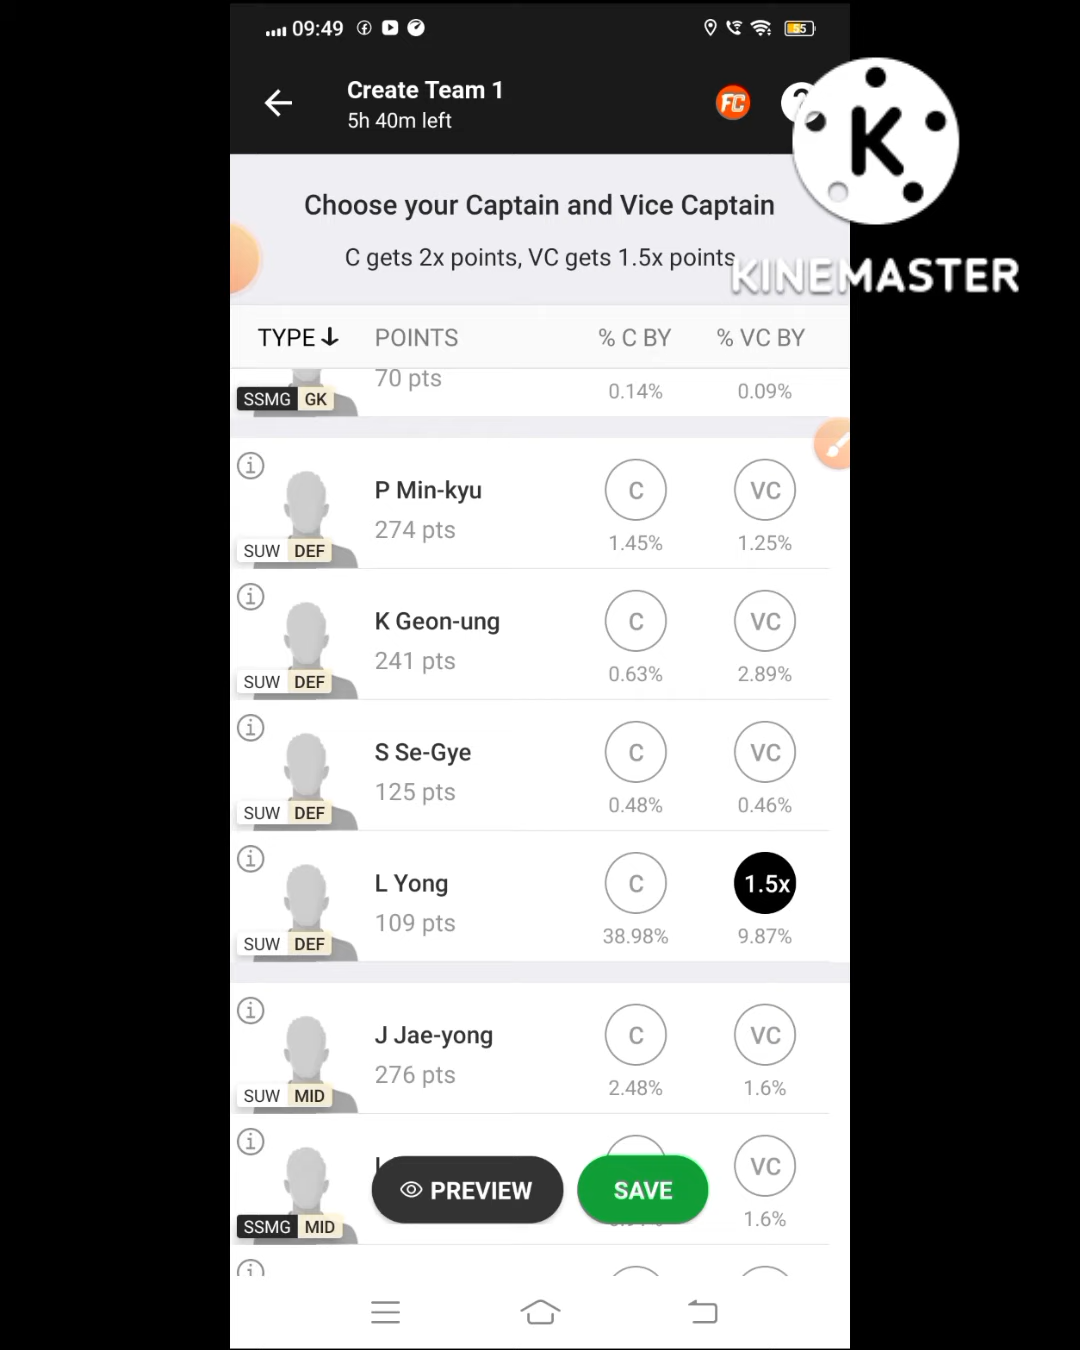 09:49
55
Create Team 1
5h 40m left
FC
K
KINEMASTER
Choose your Captain and Vice Captain
C gets 2x points, VC gets 1.5x points
TYPE POINTS % C BY % VC BY
70 pts
SSMG GK 0.14% 0.09%
P Min-kyu C VC
274 pts
SUW DEF 1.45% 1.25%
K Geon-ung C VC
241 pts
SUW DEF 0.63% 2.89%
S Se-Gye C VC
125 pts
SUW DEF 0.48% 0.46%
L Yong C 1.5x
109 pts
SUW DEF 38.98% 9.87%
J Jae-yong C VC
276 pts
SUW MID 2.48% 1.6%
VC
PREVIEW SAVE
SSMG MID 1.6%